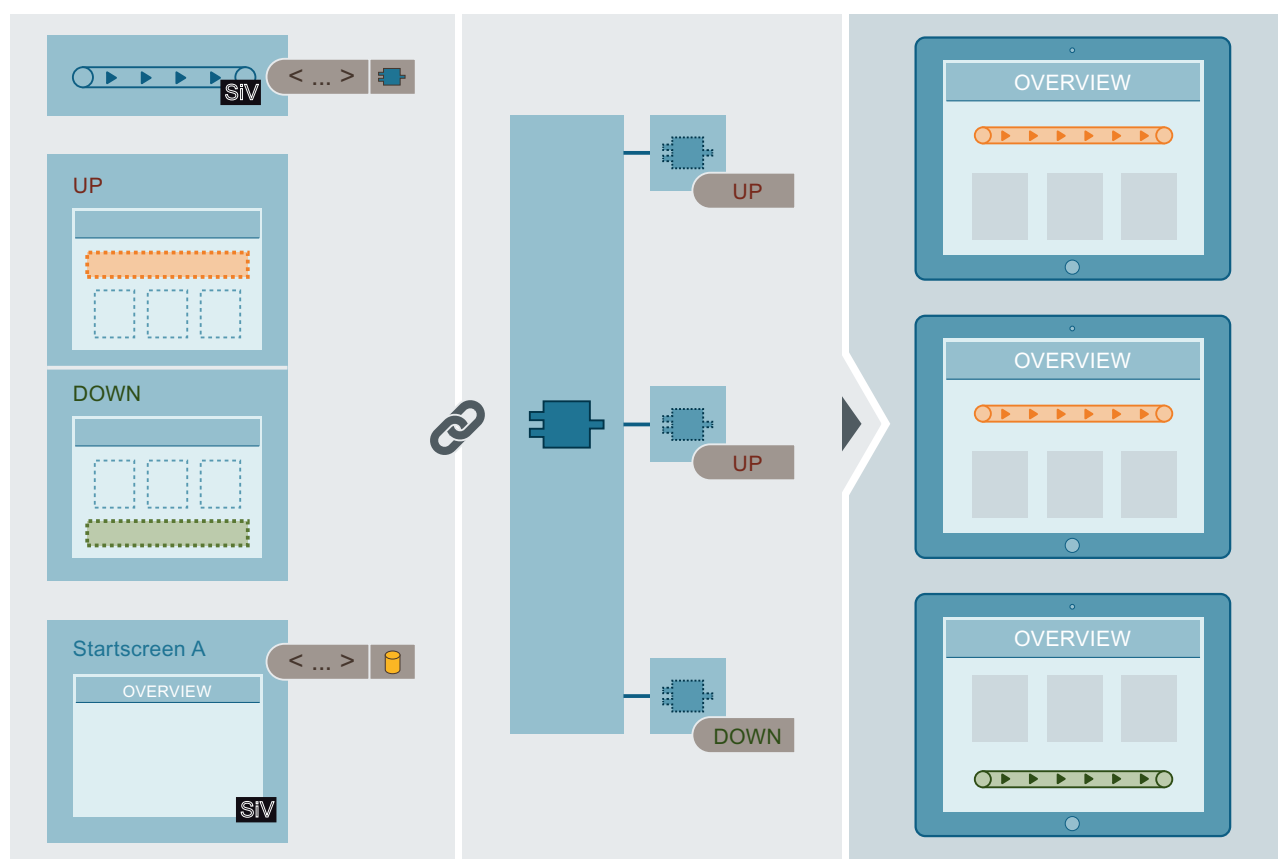 SiV
< ... >
UP
DOWN
Startscreen A
< ... >
OVERVIEW
SiV
UP
UP
DOWN
OVERVIEW
OVERVIEW
OVERVIEW